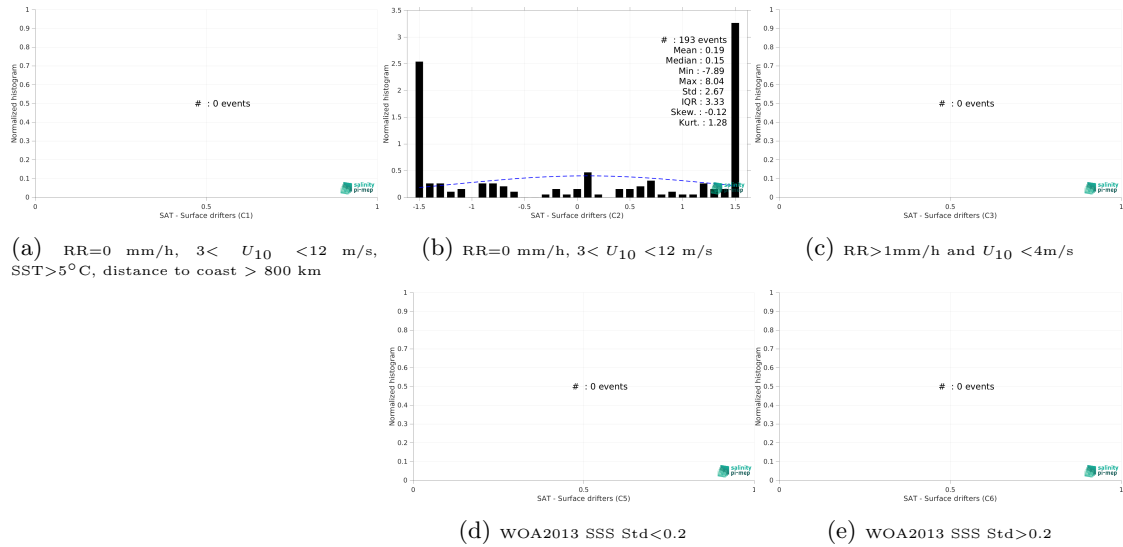 1
0.9
0.8
0.7
0.6
0.5
0.4
0.3
0.2
0.1
0
Normalized histogram
# : 0 events
0 0.5 1
SAT - Surface drifters (C1)
salinity
pi-mep
3.5
3
2.5
2
1.5
1
0.5
0
Normalized histogram
# : 193 events
Mean : 0.19
Median : 0.15
Min : -7.89
Max : 8.04
Std : 2.67
IQR : 3.33
Skew. : -0.12
Kurt. : 1.28
-1.5 -1 -0.5 0 0.5 1 1.5
SAT - Surface drifters (C2)
salinity
pi-mep
1
0.9
0.8
0.7
0.6
0.5
0.4
0.3
0.2
0.1
0
Normalized histogram
# : 0 events
0 0.5 1
SAT - Surface drifters (C3)
salinity
pi-mep
(a) RR=0 mm/h, 3< U10 <12 m/s,
SST>5°C, distance to coast > 800 km
(b) RR=0 mm/h, 3< U10 <12 m/s
(c) RR>1mm/h and U10 <4m/s
1
0.9
0.8
0.7
0.6
0.5
0.4
0.3
0.2
0.1
0
Normalized histogram
# : 0 events
0 0.5 1
SAT - Surface drifters (C5)
salinity
pi-mep
1
0.9
0.8
0.7
0.6
0.5
0.4
0.3
0.2
0.1
0
Normalized histogram
# : 0 events
0 0.5 1
SAT - Surface drifters (C6)
salinity
pi-mep
(d) WOA2013 SSS Std<0.2
(e) WOA2013 SSS Std>0.2